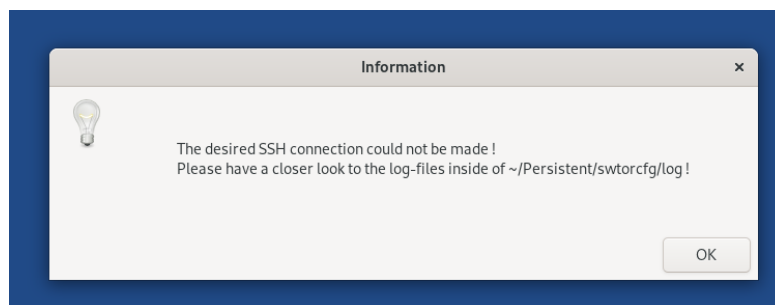 Information
The desired SSH connection could not be made !
Please have a closer look to the log-files inside of ~/Persistent/swtorcfg/log !
OK